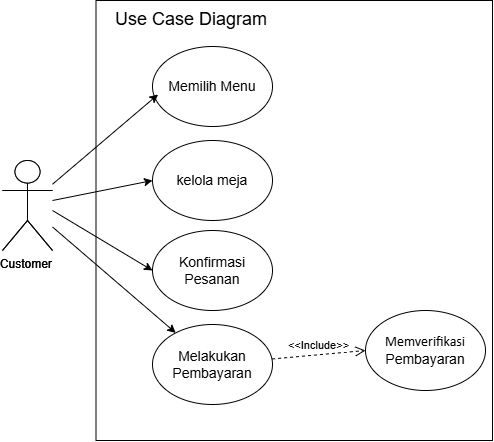 Use Case Diagram
Memilih Menu
kelola meja
Customer
Konfirmasi
Pesanan
Melakukan
Pembayaran
<<Include>>
Memverifikasi
Pembayaran